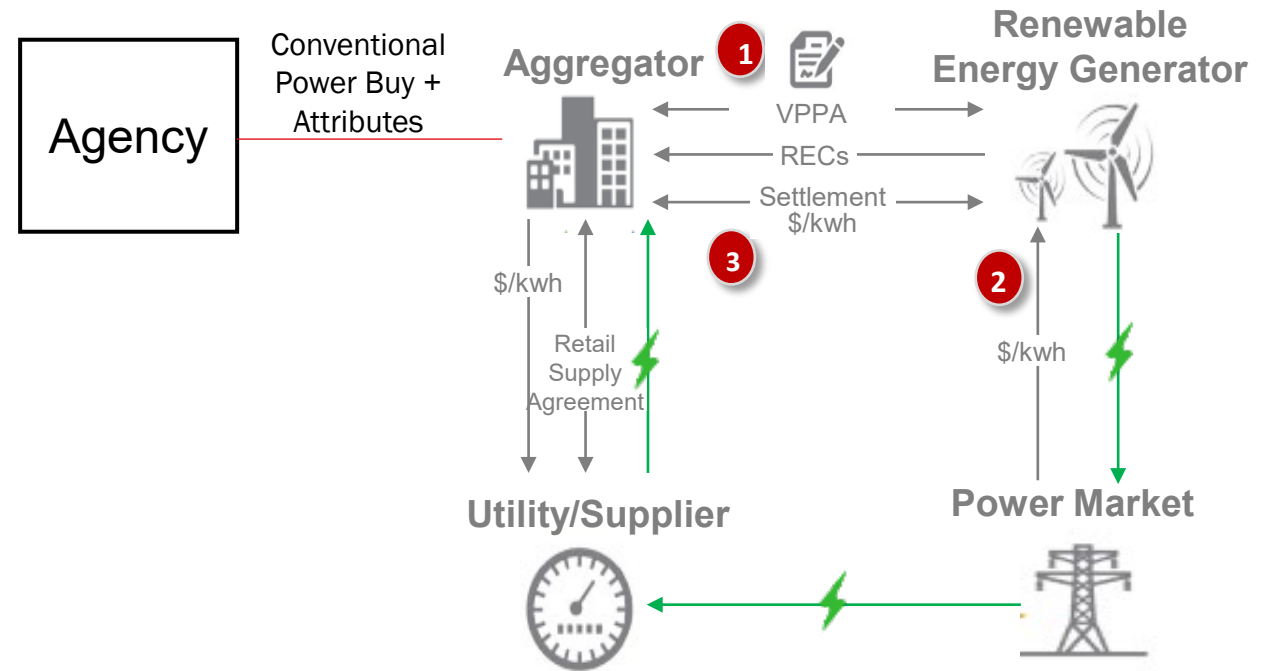 Agency
Conventional
Power Buy +
Attributes
Aggregator
1
Renewable
Energy Generator
VPPA
RECs
Settlement
$/kwh
3
2
$/kwh
Retail
Supply
Agreement
$/kwh
Utility/Supplier
Power Market